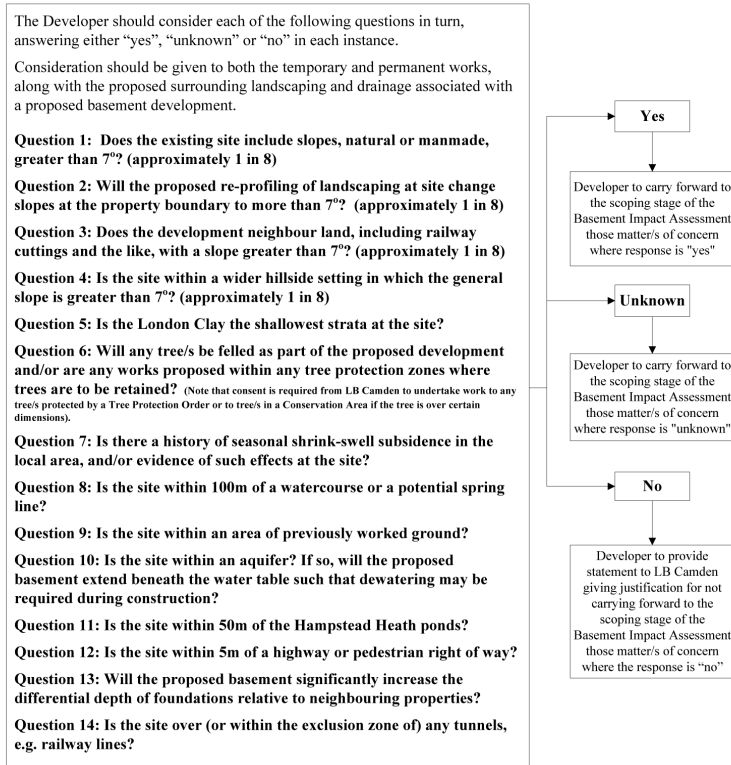 The Developer should consider each of the following questions in turn,
answering either “yes”, “unknown” or “no” in each instance.
Consideration should be given to both the temporary and permanent works,
along with the proposed surrounding landscaping and drainage associated with
a proposed basement development.
Question 1:  Does the existing site include slopes, natural or manmade,
greater than 7°? (approximately 1 in 8)
Question 2: Will the proposed re-profiling of landscaping at site change
slopes at the property boundary to more than 7°?  (approximately 1 in 8)
Question 3: Does the development neighbour land, including railway
cuttings and the like, with a slope greater than 7°? (approximately 1 in 8)
Question 4: Is the site within a wider hillside setting in which the general
slope is greater than 7°? (approximately 1 in 8)
Question 5: Is the London Clay the shallowest strata at the site?
Question 6: Will any tree/s be felled as part of the proposed development
and/or are any works proposed within any tree protection zones where
trees are to be retained?  (Note that consent is required from LB Camden to undertake work to any
tree/s protected by a Tree Protection Order or to tree/s in a Conservation Area if the tree is over certain
dimensions).
Question 7: Is there a history of seasonal shrink-swell subsidence in the
local area, and/or evidence of such effects at the site?
Question 8: Is the site within 100m of a watercourse or a potential spring
line?
Question 9: Is the site within an area of previously worked ground?
Question 10: Is the site within an aquifer? If so, will the proposed
basement extend beneath the water table such that dewatering may be
required during construction?
Question 11: Is the site within 50m of the Hampstead Heath ponds?
Question 12: Is the site within 5m of a highway or pedestrian right of way?
Question 13: Will the proposed basement significantly increase the
differential depth of foundations relative to neighbouring properties?
Question 14: Is the site over (or within the exclusion zone of) any tunnels,
e.g. railway lines?
Yes
Developer to carry forward to
the scoping stage of the
Basement Impact Assessment
those matter/s of concern
where response is "yes"
Unknown
Developer to carry forward to
the scoping stage of the
Basement Impact Assessment
those matter/s of concern
where response is "unknown"
No
Developer to provide
statement to LB Camden
giving justification for not
carrying forward to the
scoping stage of the
Basement Impact Assessment
those matter/s of concern
where the response is “no”